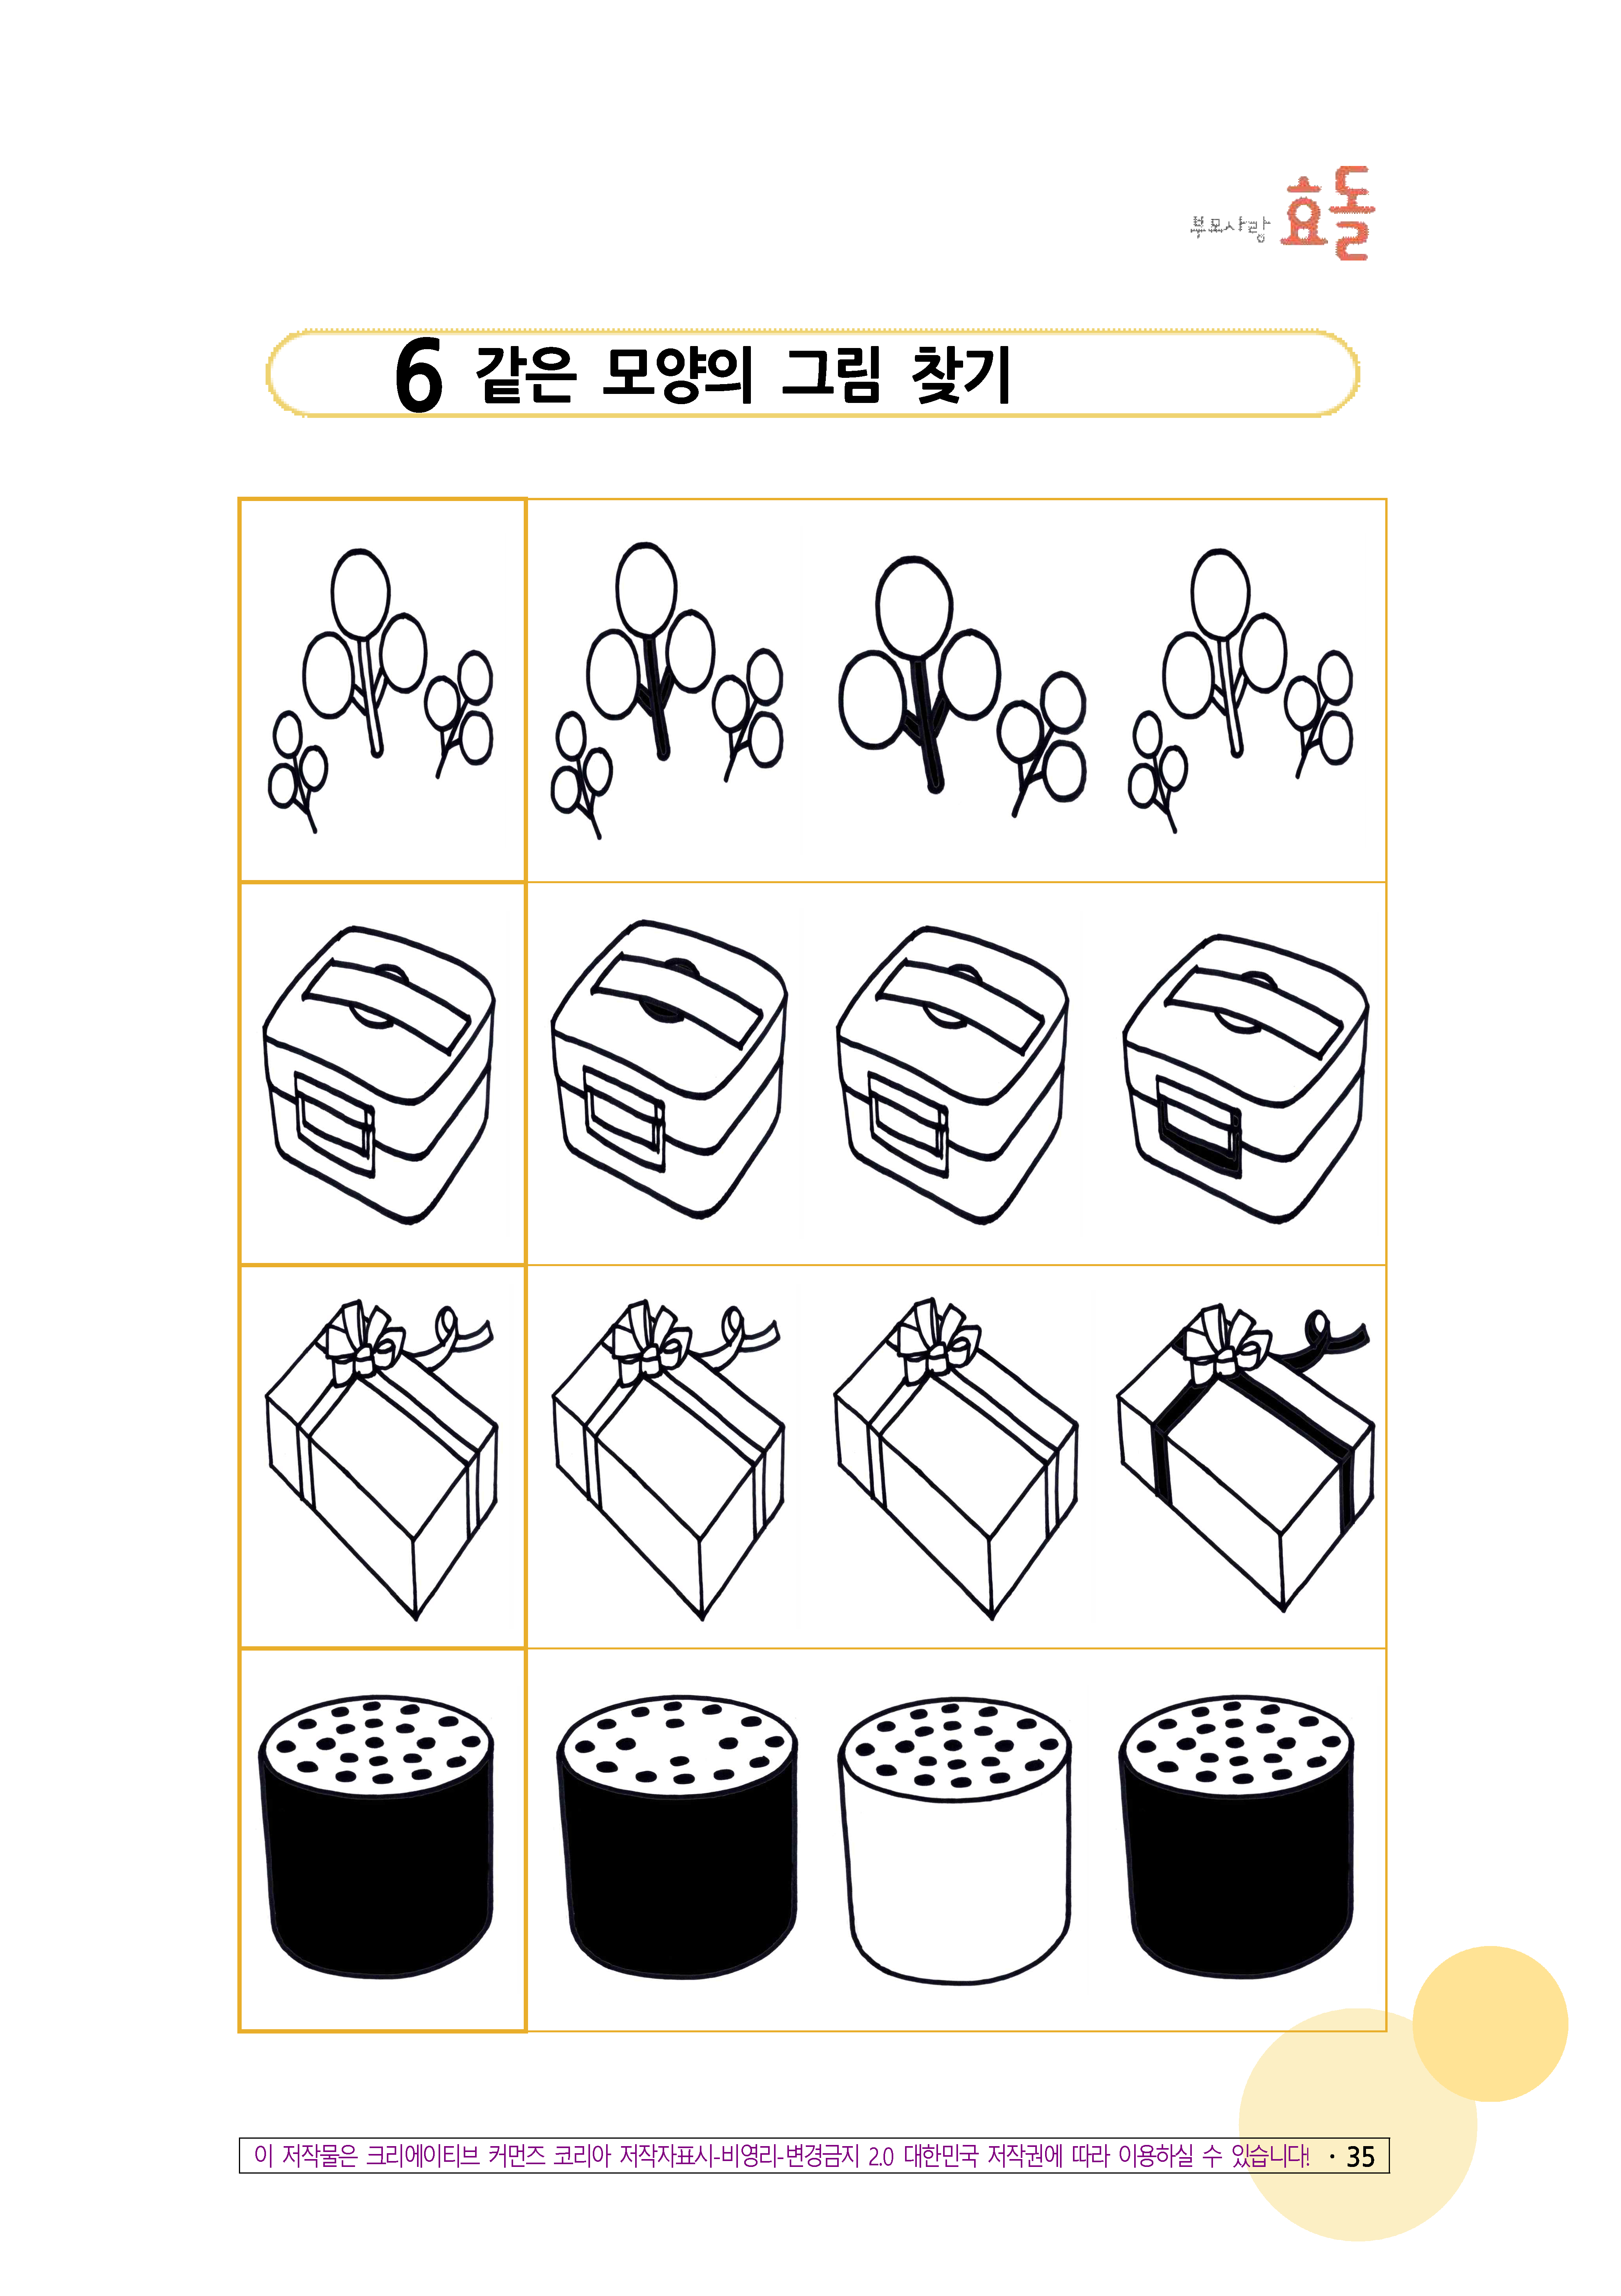 부모사랑 효돌
6 같은 모양의 그림 찾기
이 저작물은 크리에이티브 커먼즈 코리아 저작자표시-비영리-변경금지 2.0 대한민국 저작권에 따라 이용하실 수 있습니다! · 35